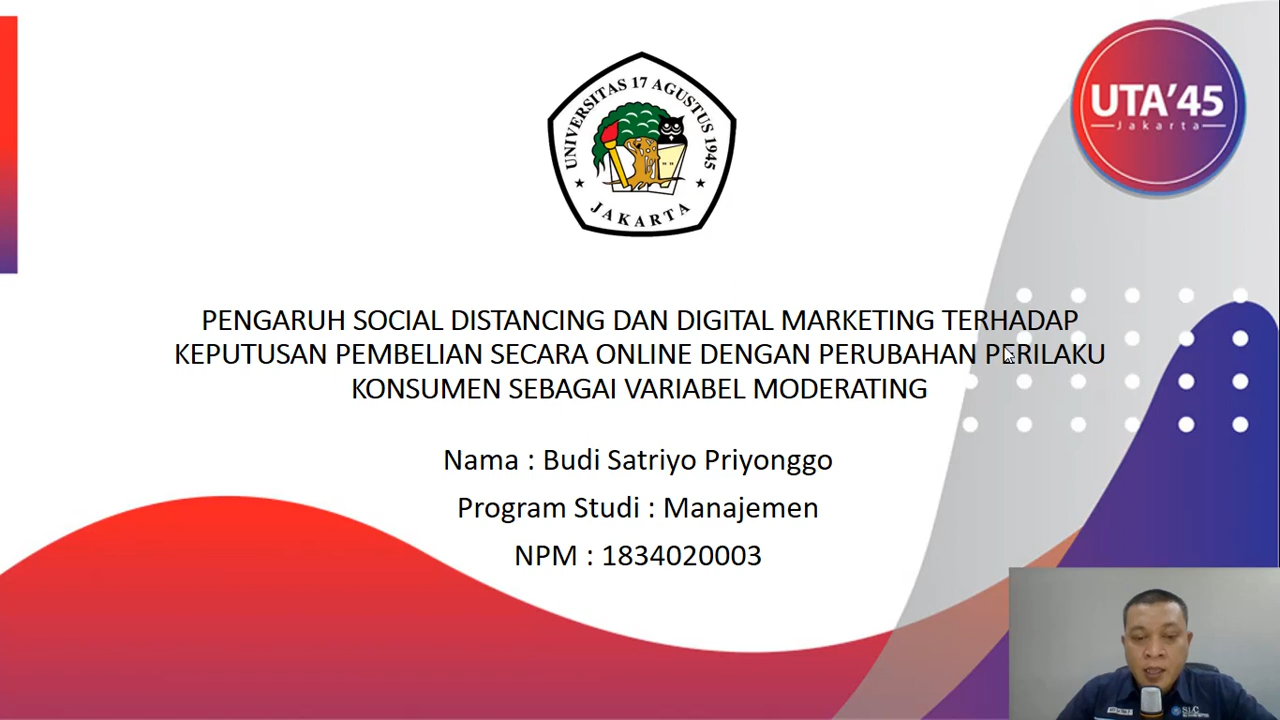 UNIVERSITAS 17 AGUSTUS 1945
JAKARTA
UTA'45
Jakarta
PENGARUH SOCIAL DISTANCING DAN DIGITAL MARKETING TERHADAP
KEPUTUSAN PEMBELIAN SECARA ONLINE DENGAN PERUBAHAN PERILAKU
KONSUMEN SEBAGAI VARIABEL MODERATING
Nama : Budi Satriyo Priyonggo
Program Studi : Manajemen
NPM : 1834020003